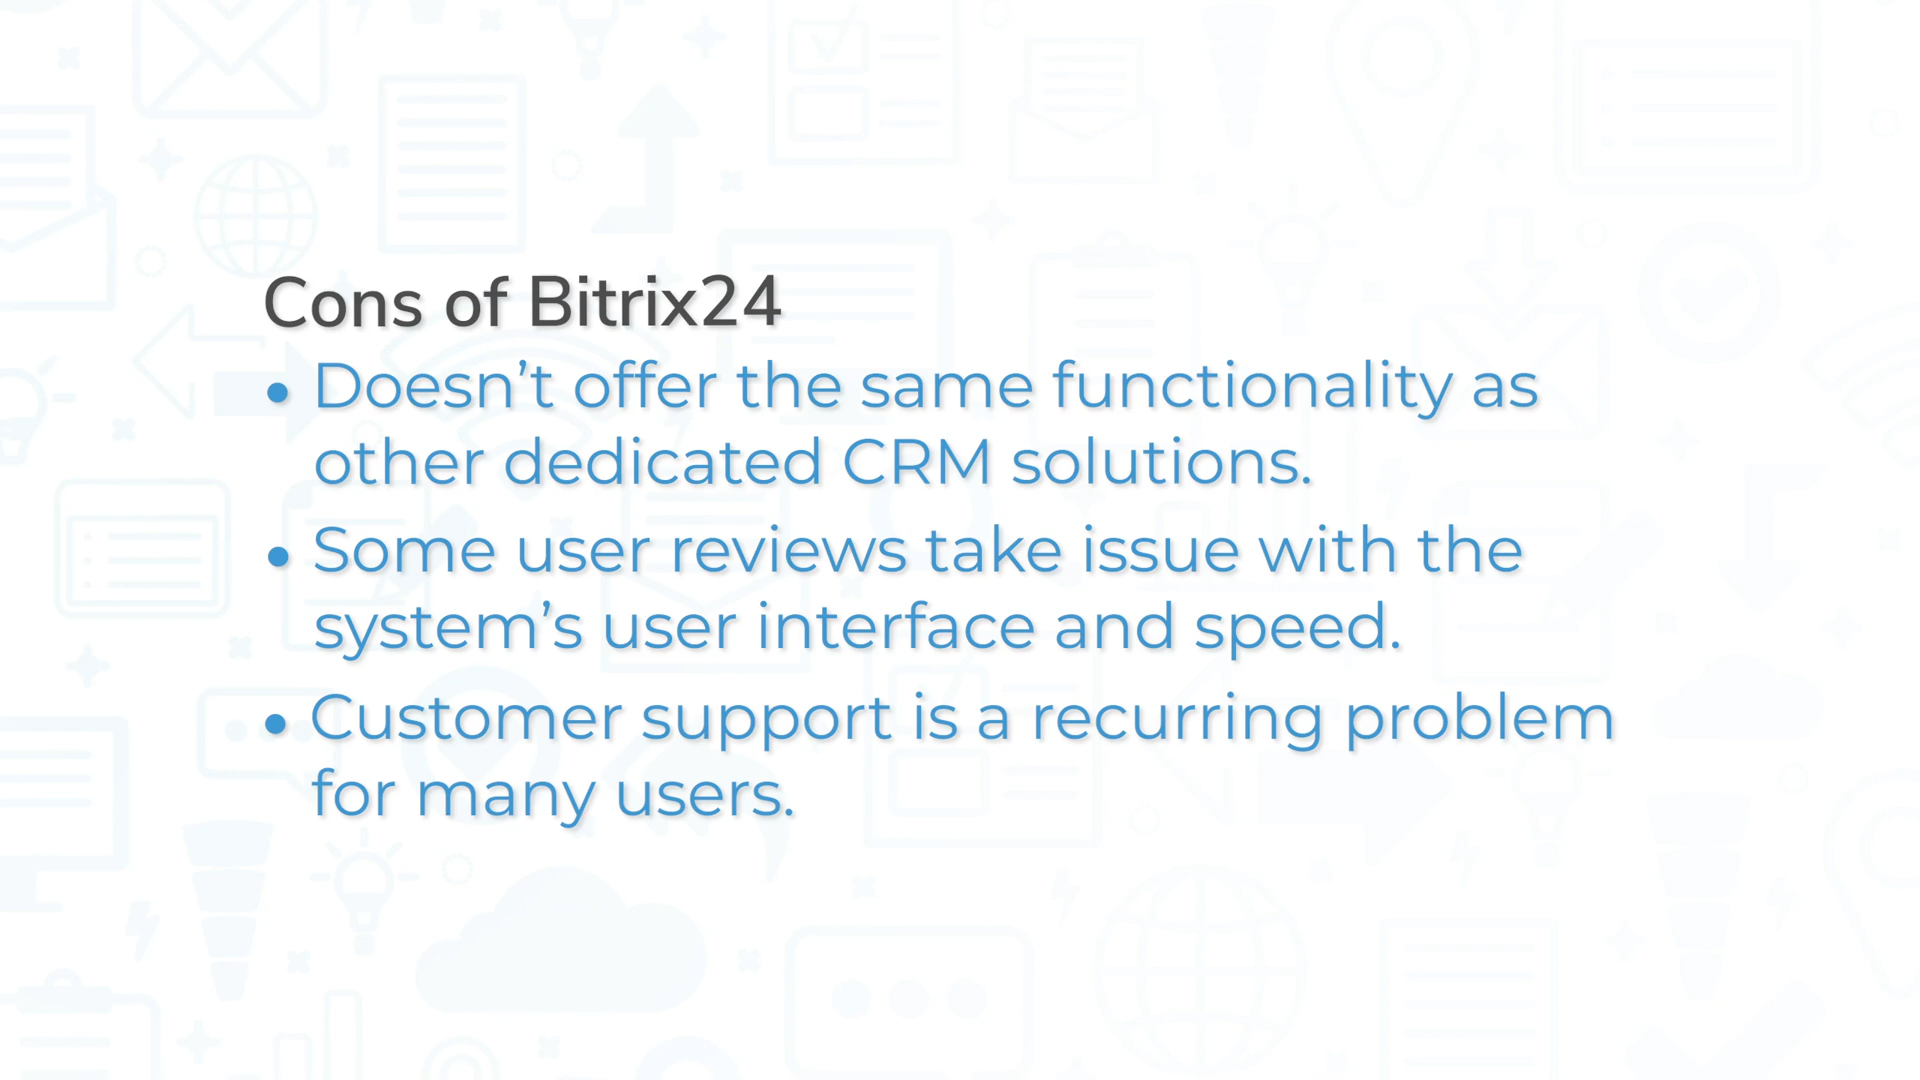 Cons of Bitrix24
• Doesn’t offer the same functionality as
other dedicated CRM solutions.
• Some user reviews take issue with the
system’s user interface and speed.
• Customer support is a recurring problem
for many users.